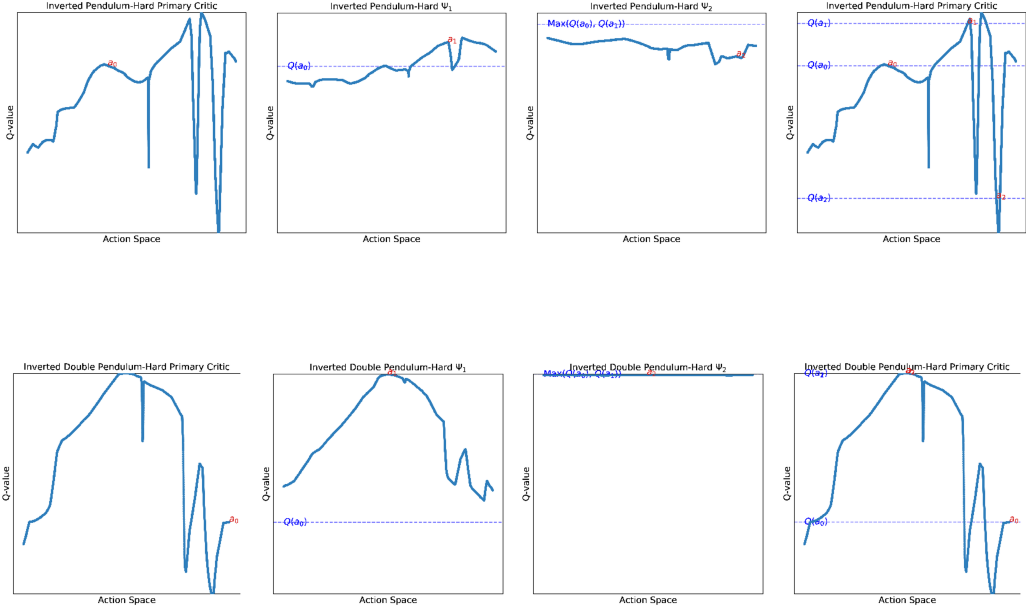 Inverted Pendulum-Hard Primary Critic
Q-value
a₀
Action Space
Inverted Pendulum-Hard Ψ₁
Q-value
Q(a₀)
a₁
Action Space
Inverted Pendulum-Hard Ψ₂
Q-value
Max(Q(a₀), Q(a₁))
a₂
Action Space
Inverted Pendulum-Hard Primary Critic
Q-value
Q(a₁)
Q(a₀)
Q(a₂)
a₁
a₀
a₂
Action Space
Inverted Double Pendulum-Hard Primary Critic
Q-value
a₀
Action Space
Inverted Double Pendulum-Hard Ψ₁
Q-value
Q(a₀)
Action Space
Inverted Double Pendulum-Hard Ψ₂
Q-value
Max(Q(a₀), Q(a₁))
Action Space
Inverted Double Pendulum-Hard Primary Critic
Q-value
Q(a₀)
a₀
Action Space